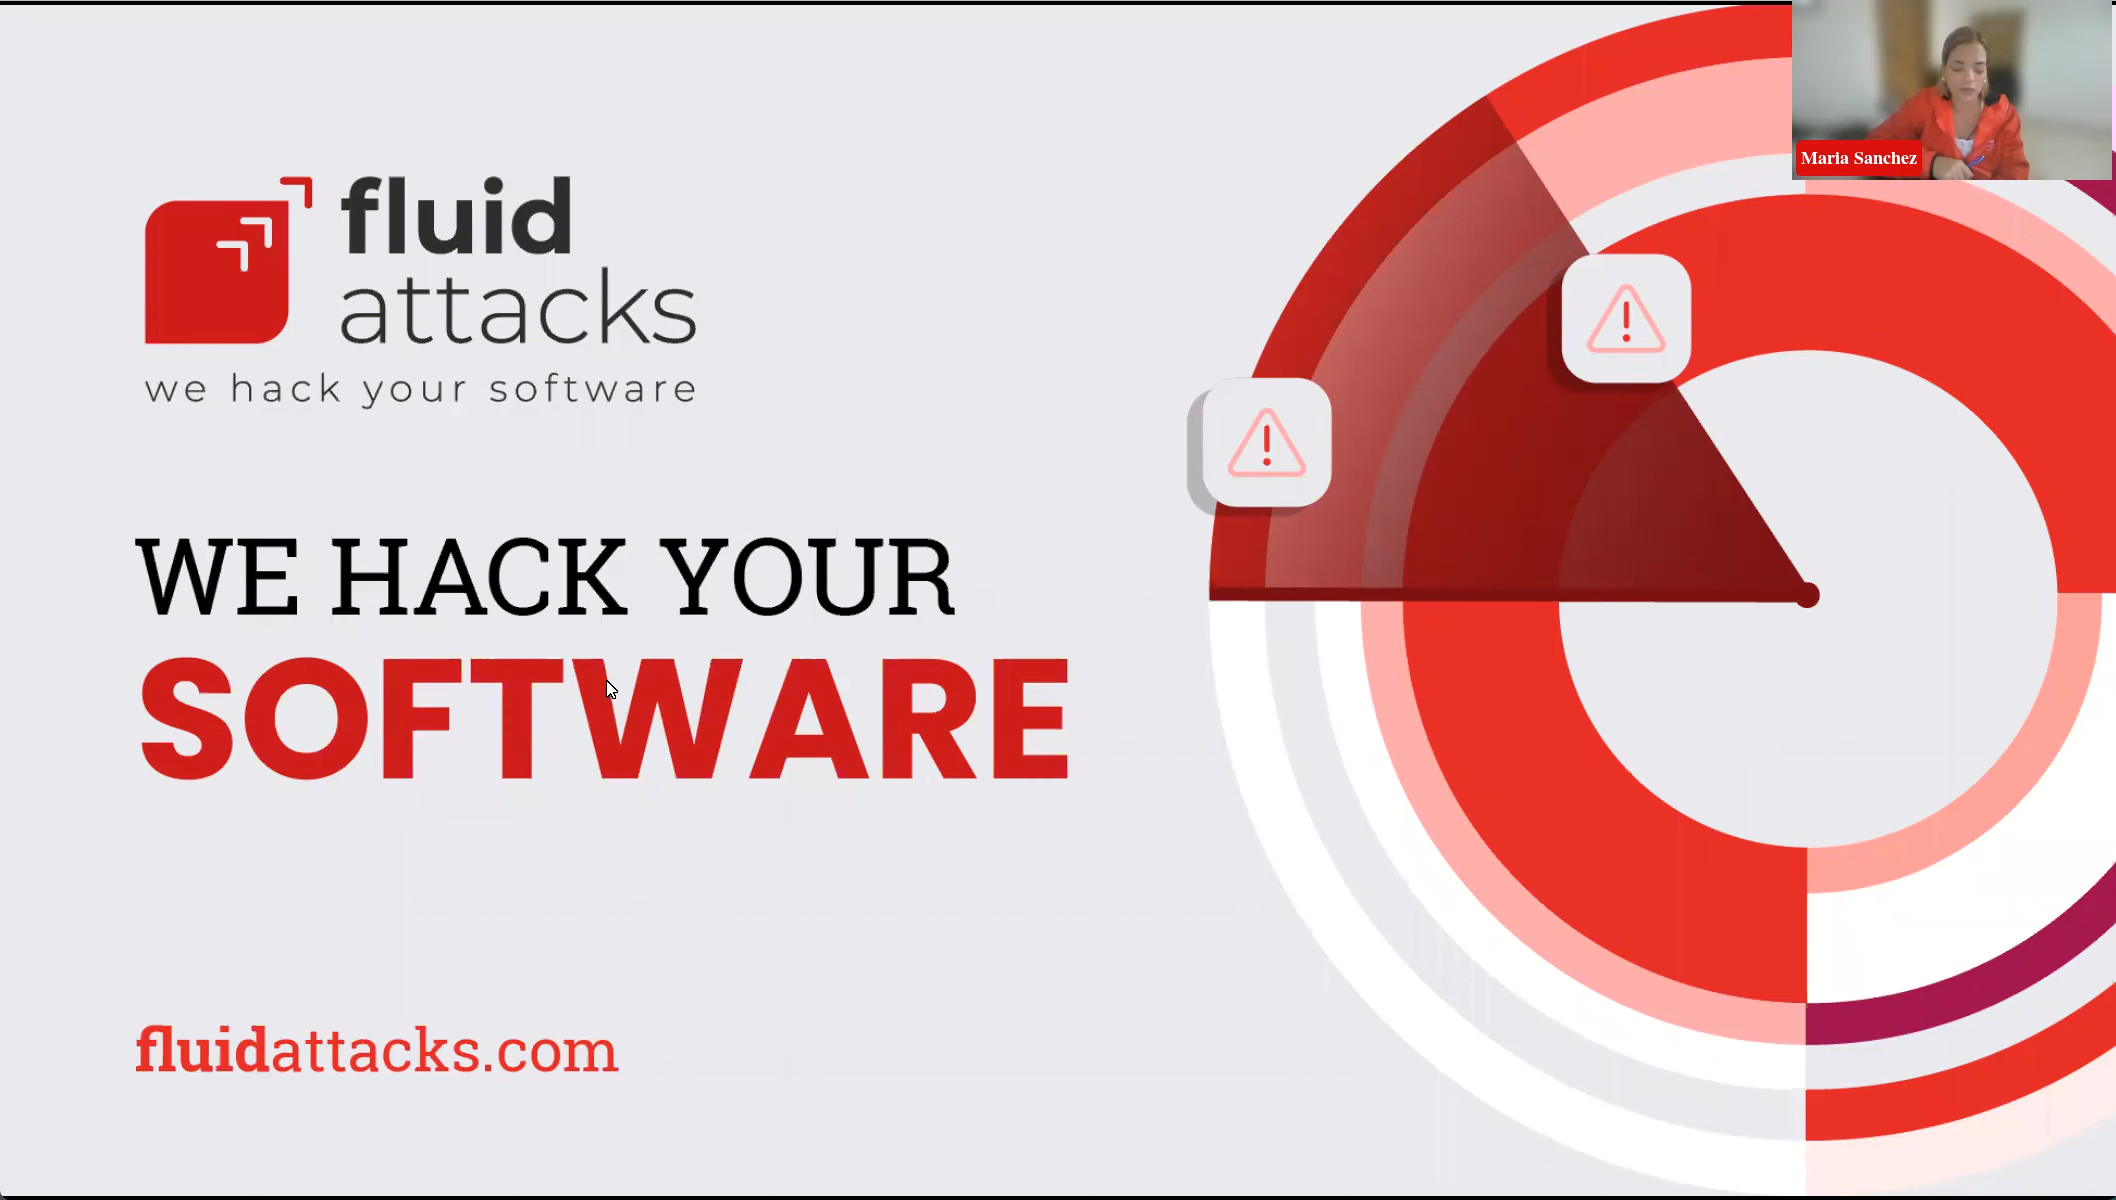 fluid
attacks
we hack your software
WE HACK YOUR
SOFTWARE
fluidattacks.com
Maria Sanchez